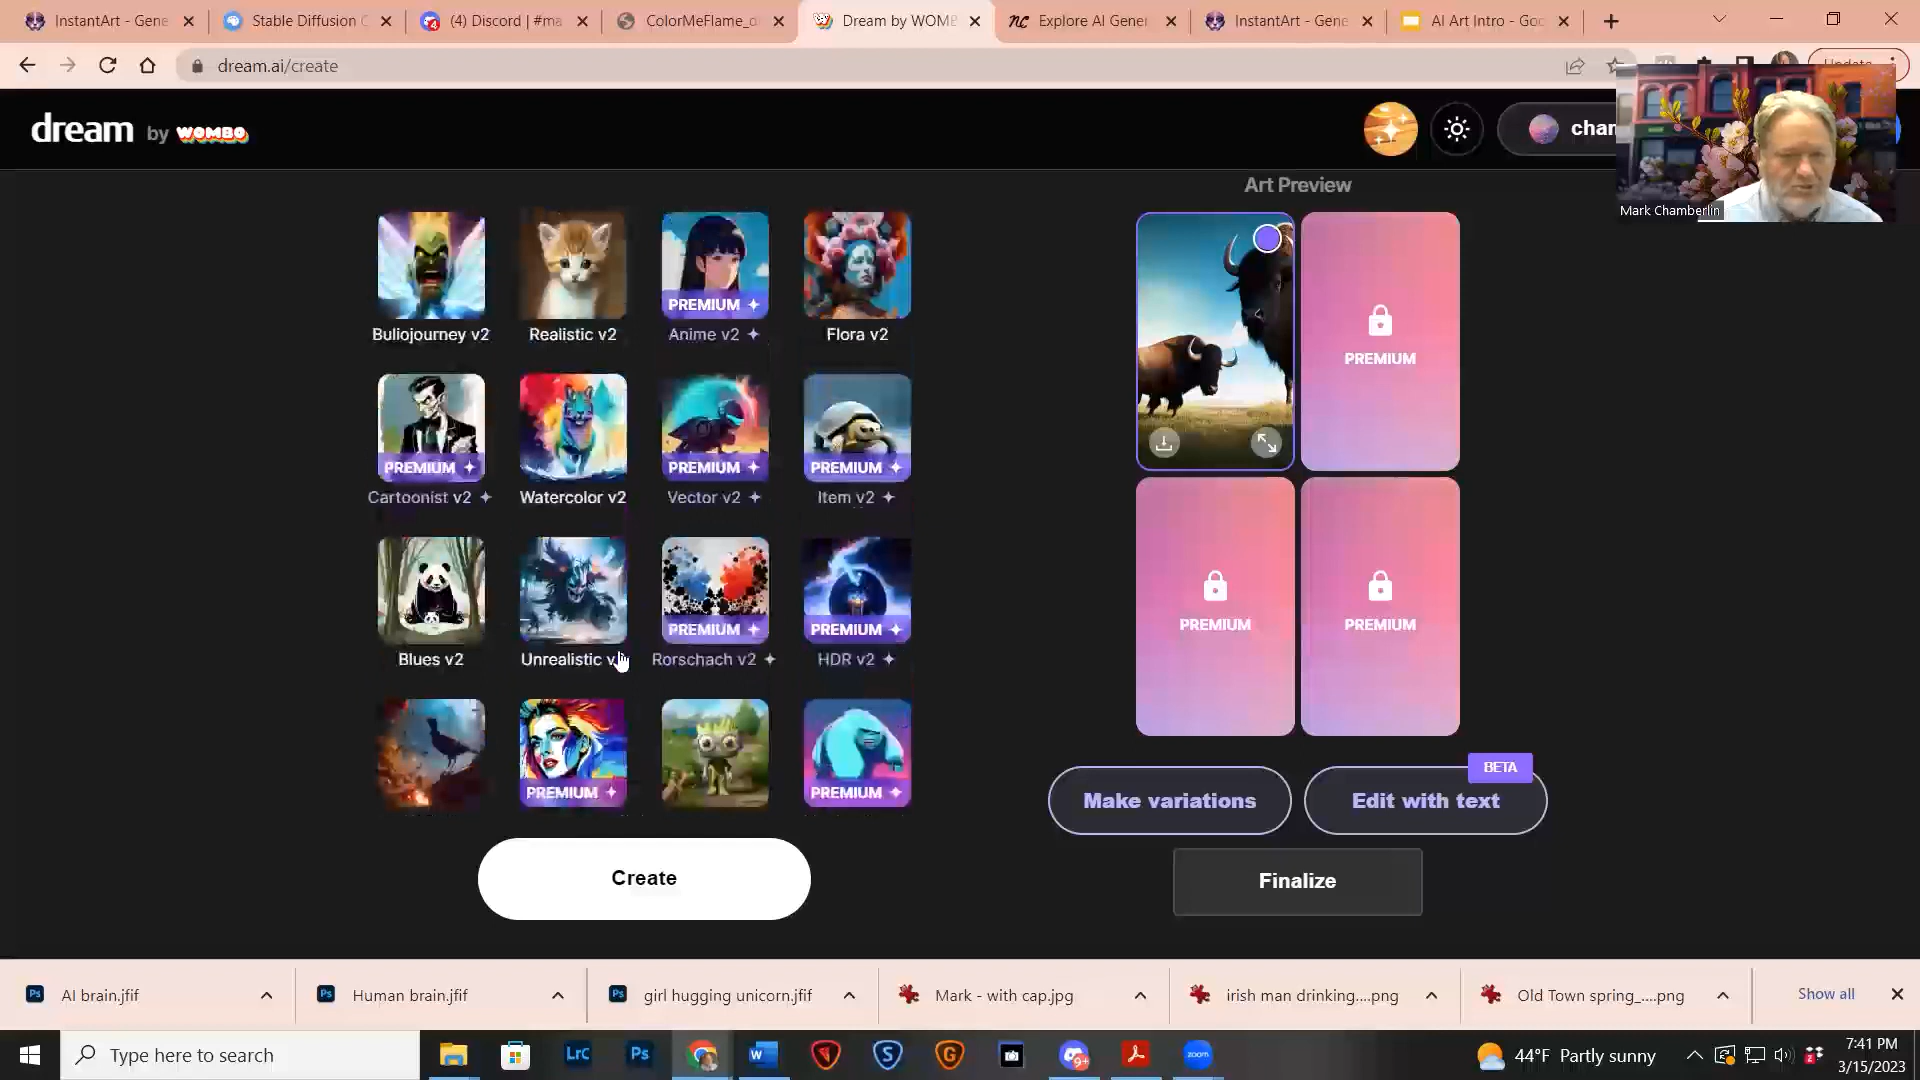 InstantArt - Gene
Stable Diffusion C
(4) Discord | #ma
ColorMeFlame_d
Dream by WOMB
Explore AI Gener
InstantArt - Gene
AI Art Intro - Goo
dream.ai/create
Update
dream by WOMBO
cham
Mark Chamberlin
Art Preview
PREMIUM
Buliojourney v2
Realistic v2
Anime v2
Flora v2
PREMIUM
PREMIUM
PREMIUM
PREMIUM
Cartoonist v2
Watercolor v2
Vector v2
Item v2
PREMIUM
PREMIUM
Blues v2
Unrealistic v
Rorschach v2
HDR v2
PREMIUM
PREMIUM
PREMIUM
PREMIUM
BETA
Make variations
Edit with text
Create
Finalize
AI brain.jfif
Human brain.jfif
girl hugging unicorn.jfif
Mark - with cap.jpg
irish man drinking....png
Old Town spring_....png
Show all
Type here to search
LrC
Ps
zoom
44°F Partly sunny
7:41 PM
3/15/2023